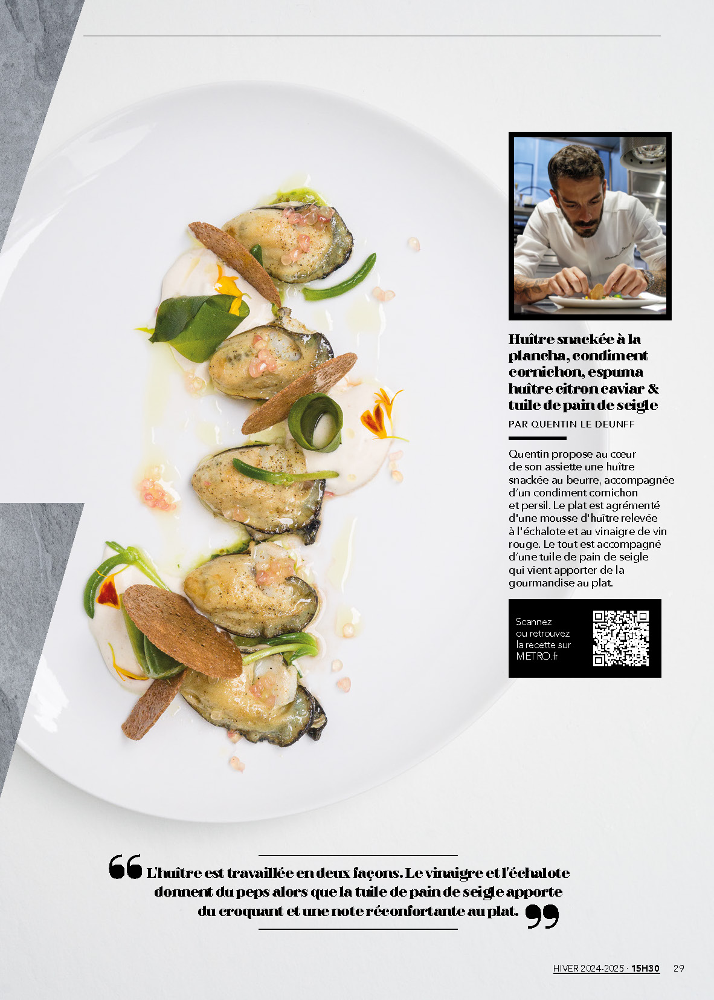 Huître snackée à la
plancha, condiment
cornichon, espuma
huître citron caviar &
tuile de pain de seigle
PAR QUENTIN LE DEUNFF
Quentin propose au cœur
de son assiette une huître
snackée au beurre, accompagnée
d’un condiment cornichon
et persil. Le plat est agrémenté
d'une mousse d'huître relevée
à l'échalote et au vinaigre de vin
rouge. Le tout est accompagné
d’une tuile de pain de seigle
qui vient apporter de la
gourmandise au plat.
Scannez
ou retrouvez
la recette sur
METRO.fr
“ L'huître est travaillée en deux façons. Le vinaigre et l'échalote
donnent du peps alors que la tuile de pain de seigle apporte
du croquant et une note réconfortante au plat. ”
HIVER 2024-2025 · 15H30 29